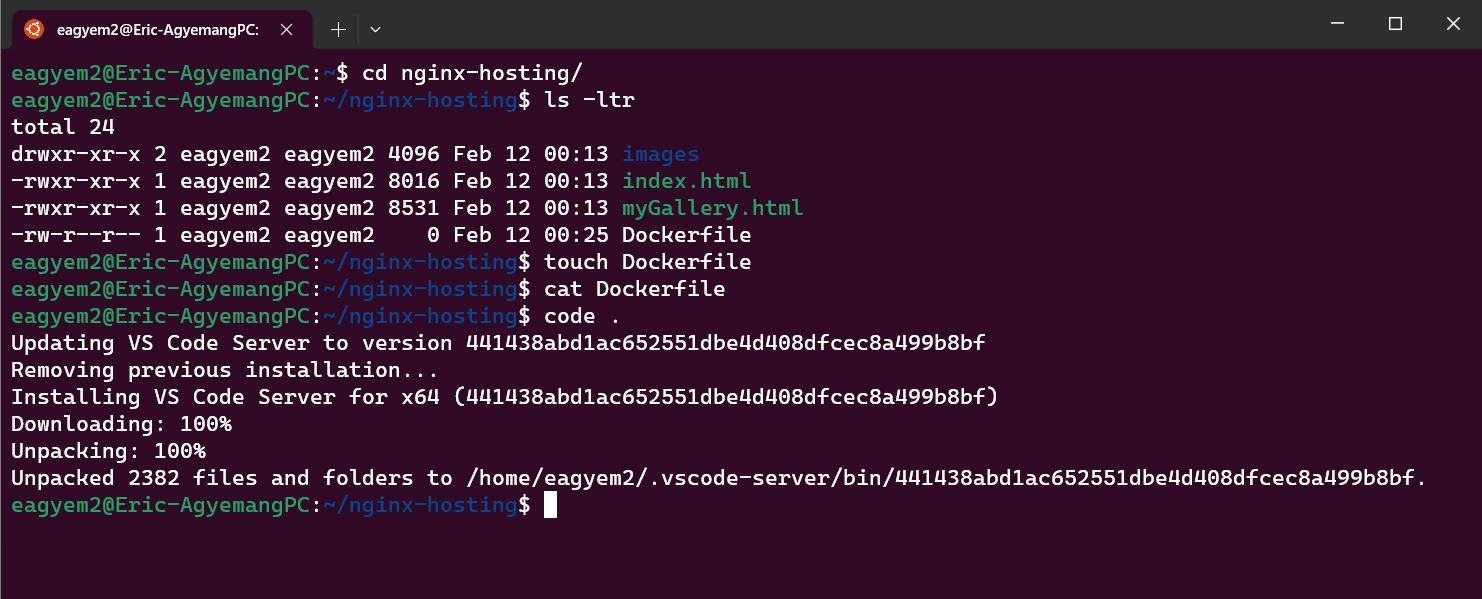 eagyem2@Eric-AgyemangPC:
eagyem2@Eric-AgyemangPC:~$ cd nginx-hosting/
eagyem2@Eric-AgyemangPC:~/nginx-hosting$ ls -ltr
total 24
drwxr-xr-x 2 eagyem2 eagyem2 4096 Feb 12 00:13 images
-rwxr-xr-x 1 eagyem2 eagyem2 8016 Feb 12 00:13 index.html
-rwxr-xr-x 1 eagyem2 eagyem2 8531 Feb 12 00:13 myGallery.html
-rw-r--r-- 1 eagyem2 eagyem2    0 Feb 12 00:25 Dockerfile
eagyem2@Eric-AgyemangPC:~/nginx-hosting$ touch Dockerfile
eagyem2@Eric-AgyemangPC:~/nginx-hosting$ cat Dockerfile
eagyem2@Eric-AgyemangPC:~/nginx-hosting$ code .
Updating VS Code Server to version 441438abd1ac652551dbe4d408dfcec8a499b8bf
Removing previous installation...
Installing VS Code Server for x64 (441438abd1ac652551dbe4d408dfcec8a499b8bf)
Downloading: 100%
Unpacking: 100%
Unpacked 2382 files and folders to /home/eagyem2/.vscode-server/bin/441438abd1ac652551dbe4d408dfcec8a499b8bf.
eagyem2@Eric-AgyemangPC:~/nginx-hosting$